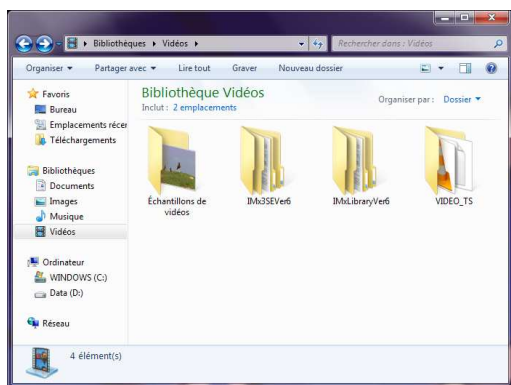 Bibliothèques Vidéos
Rechercher dans : Vidéos
Organiser Partager avec Lire tout Graver Nouveau dossier
Favoris
Bureau
Emplacements récer
Téléchargements
Bibliothèques
Documents
Images
Musique
Vidéos
Ordinateur
WINDOWS (C:)
Data (D:)
Réseau
Bibliothèque Vidéos
Inclut : 2 emplacements
Organiser par : Dossier
Échantillons de
vidéos
IMx3SEVer6
IMxLibraryVer6
VIDEO_TS
4 élément(s)